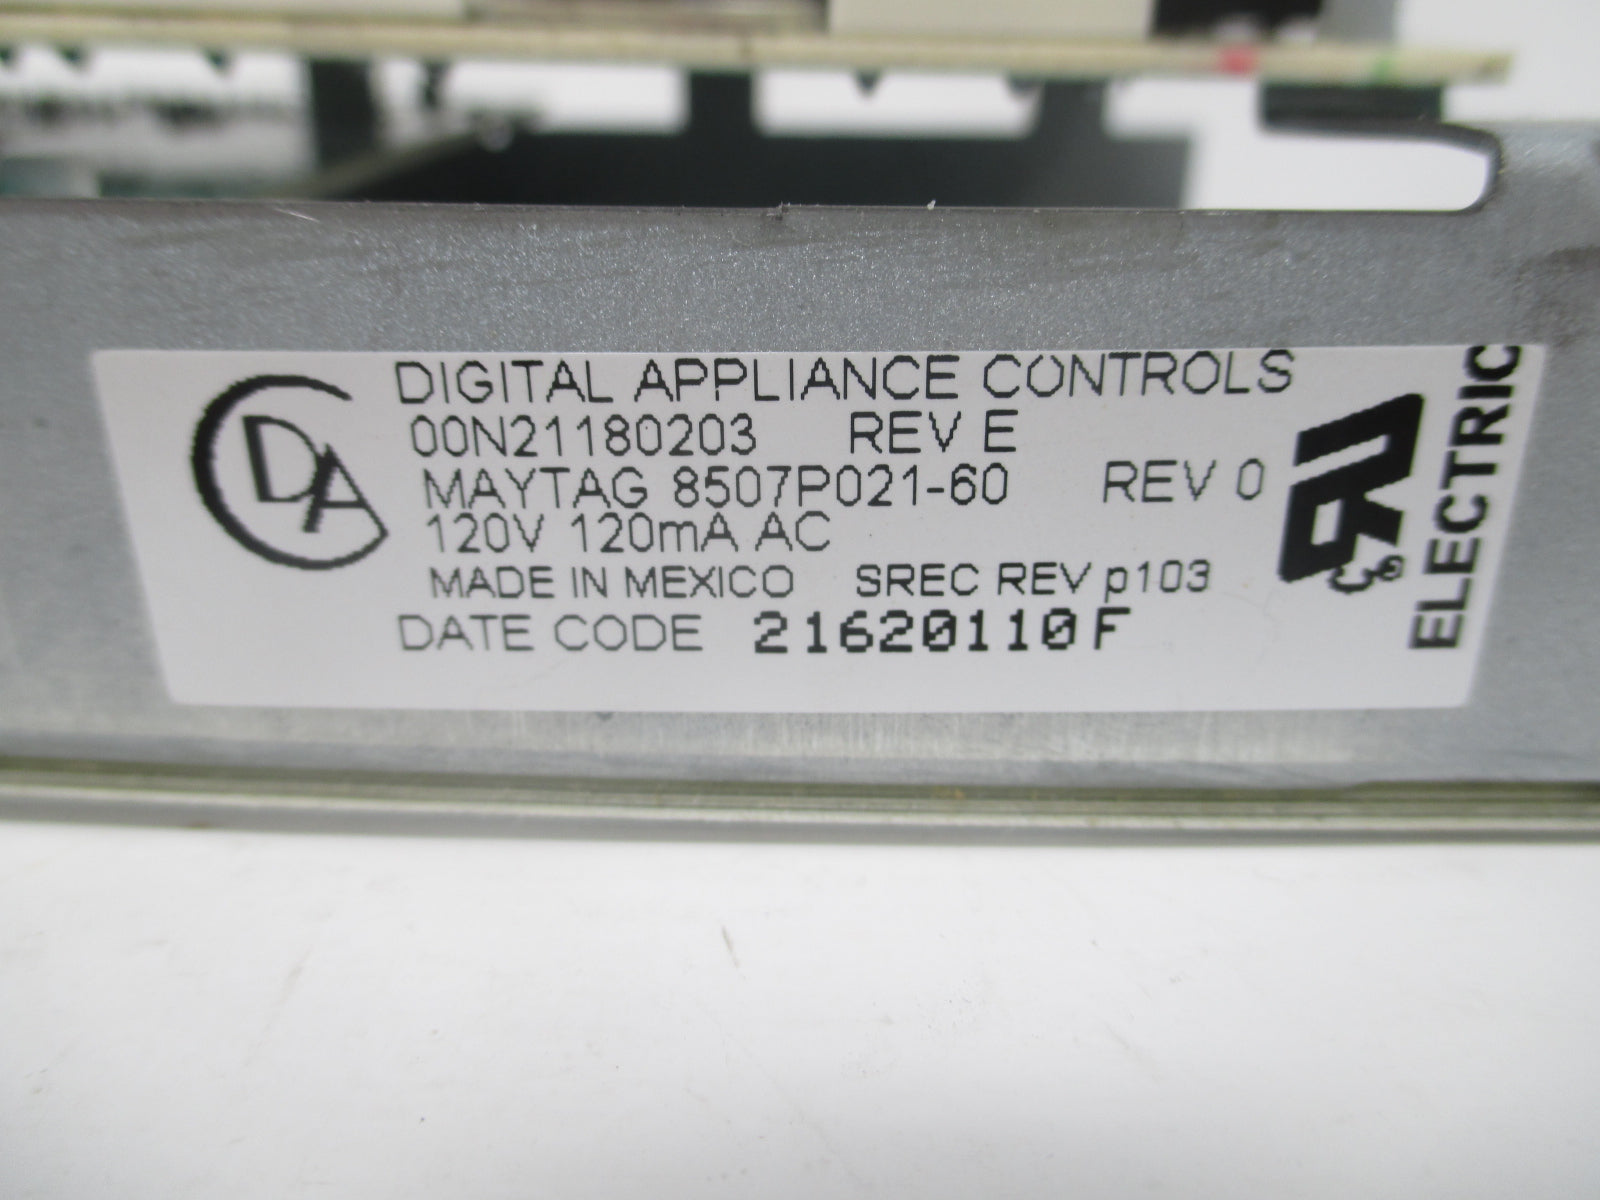 DIGITAL APPLIANCE CONTROLS
00N21180203 REV E
MAYTAG 8507P021-60 REV 0
120V 120mA AC
MADE IN MEXICO SREC REV p103
DATE CODE 21620110F
DA
ELECTRIC